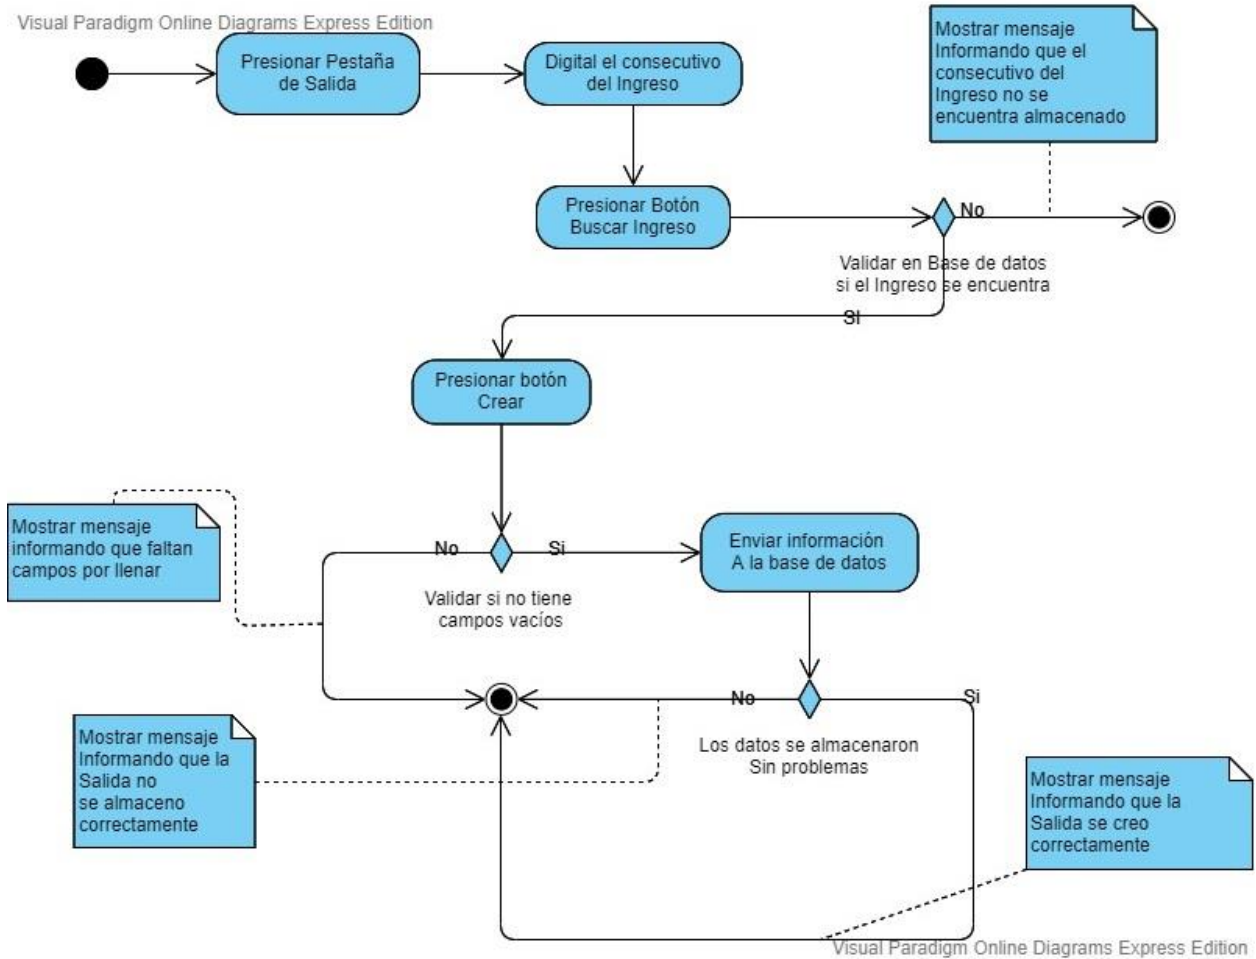 Visual Paradigm Online Diagrams Express Edition
Presionar Pestaña
de Salida
Digital el consecutivo
del Ingreso
Mostrar mensaje
Informando que el
consecutivo del
Ingreso no se
encuentra almacenado
Presionar Botón
Buscar Ingreso
No
Validar en Base de datos
si el Ingreso se encuentra
SI
Presionar botón
Crear
Mostrar mensaje
informando que faltan
campos por llenar
No
Si
Enviar información
A la base de datos
Validar si no tiene
campos vacíos
No
Si
Los datos se almacenaron
Sin problemas
Mostrar mensaje
Informando que la
Salida no
se almaceno
correctamente
Mostrar mensaje
Informando que la
Salida se creo
correctamente
Visual Paradigm Online Diagrams Express Edition